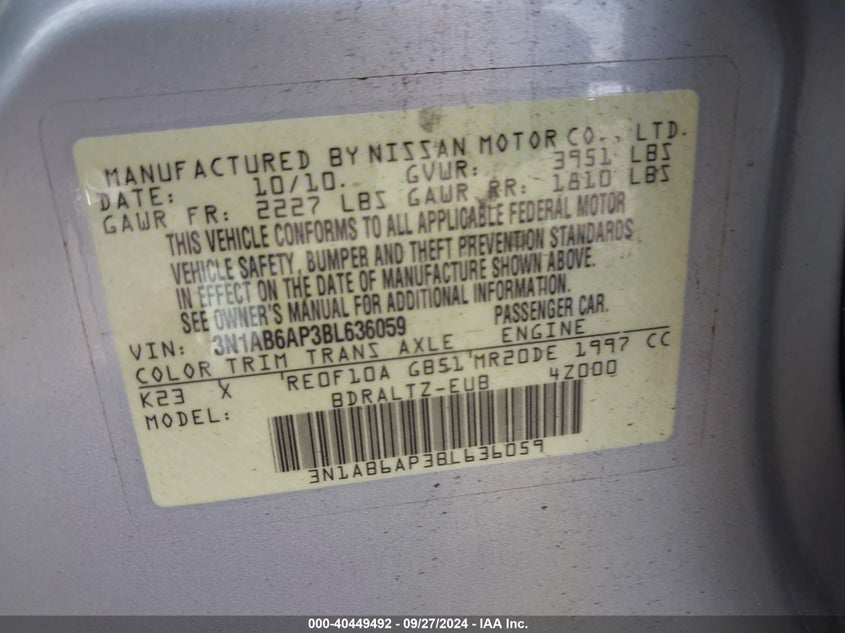 MANUFACTURED BY NISSAN MOTOR CO., LTD.
DATE: 10/10. GVWR: 3951 LBS
GAWR FR: 2227 LBS GAWR RR: 1810 LBS
THIS VEHICLE CONFORMS TO ALL APPLICABLE FEDERAL MOTOR
VEHICLE SAFETY, BUMPER AND THEFT PREVENTION STANDARDS
IN EFFECT ON THE DATE OF MANUFACTURE SHOWN ABOVE.
SEE OWNER'S MANUAL FOR ADDITIONAL INFORMATION.
VIN: 3N1AB6AP3BL636059 PASSENGER CAR.
COLOR TRIM TRANS AXLE ENGINE
K23 X 'RE0F10A GB51'MR20DE 1997 CC
MODEL: BDRALTZ-EUB 4Z000
3N1AB6AP3BL636059
000-40449492 - 09/27/2024 - IAA Inc.